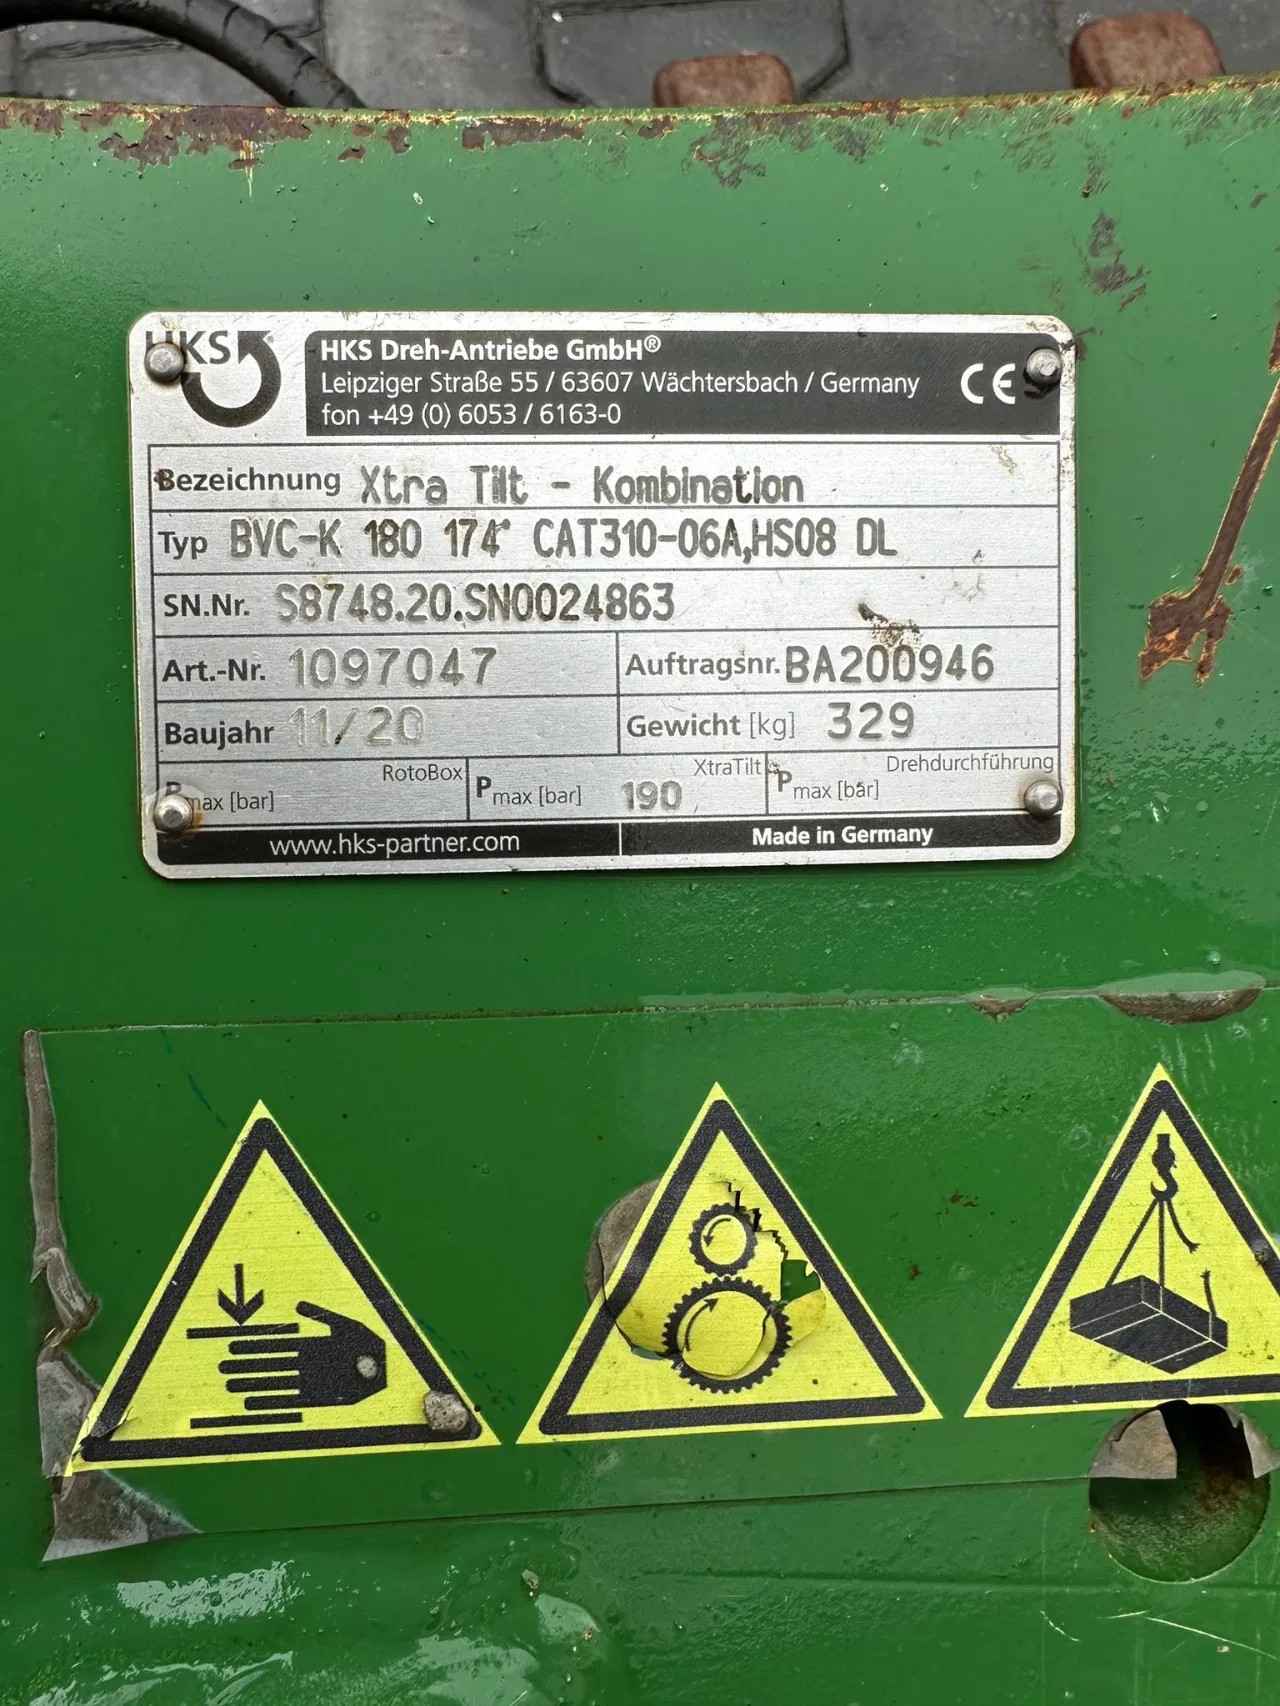 HKS
HKS Dreh-Antriebe GmbH®
Leipziger Straße 55 / 63607 Wächtersbach / Germany
fon +49 (0) 6053 / 6163-0
CE
Bezeichnung Xtra Tilt - Kombination
Typ BVC-K 180 174° CAT310-06A,HS08 DL
SN.Nr. S8748.20.SN0024863
Art.-Nr. 1097047 Auftragsnr. BA200946
Baujahr 11/20 Gewicht [kg] 329
RotoBox XtraTilt Drehdurchführung
Pmax [bar] Pmax [bar] 190 Pmax [bar]
www.hks-partner.com Made in Germany